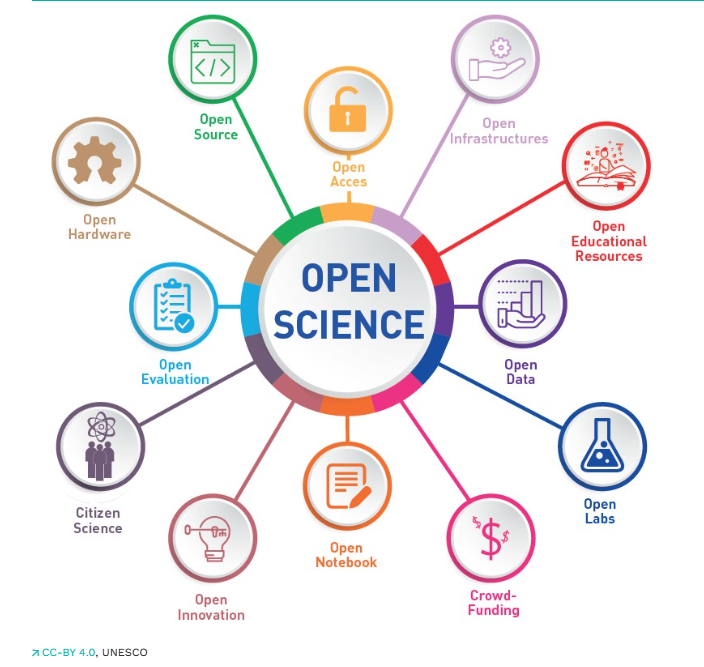 Open
Source
Open
Acces
Open
Infrastructures
Open
Hardware
Open
Educational
Resources
OPEN
SCIENCE
Open
Evaluation
Open
Data
Citizen
Science
Open
Labs
Open
Notebook
Open
Innovation
Crowd-
Funding
CC-BY 4.0, UNESCO